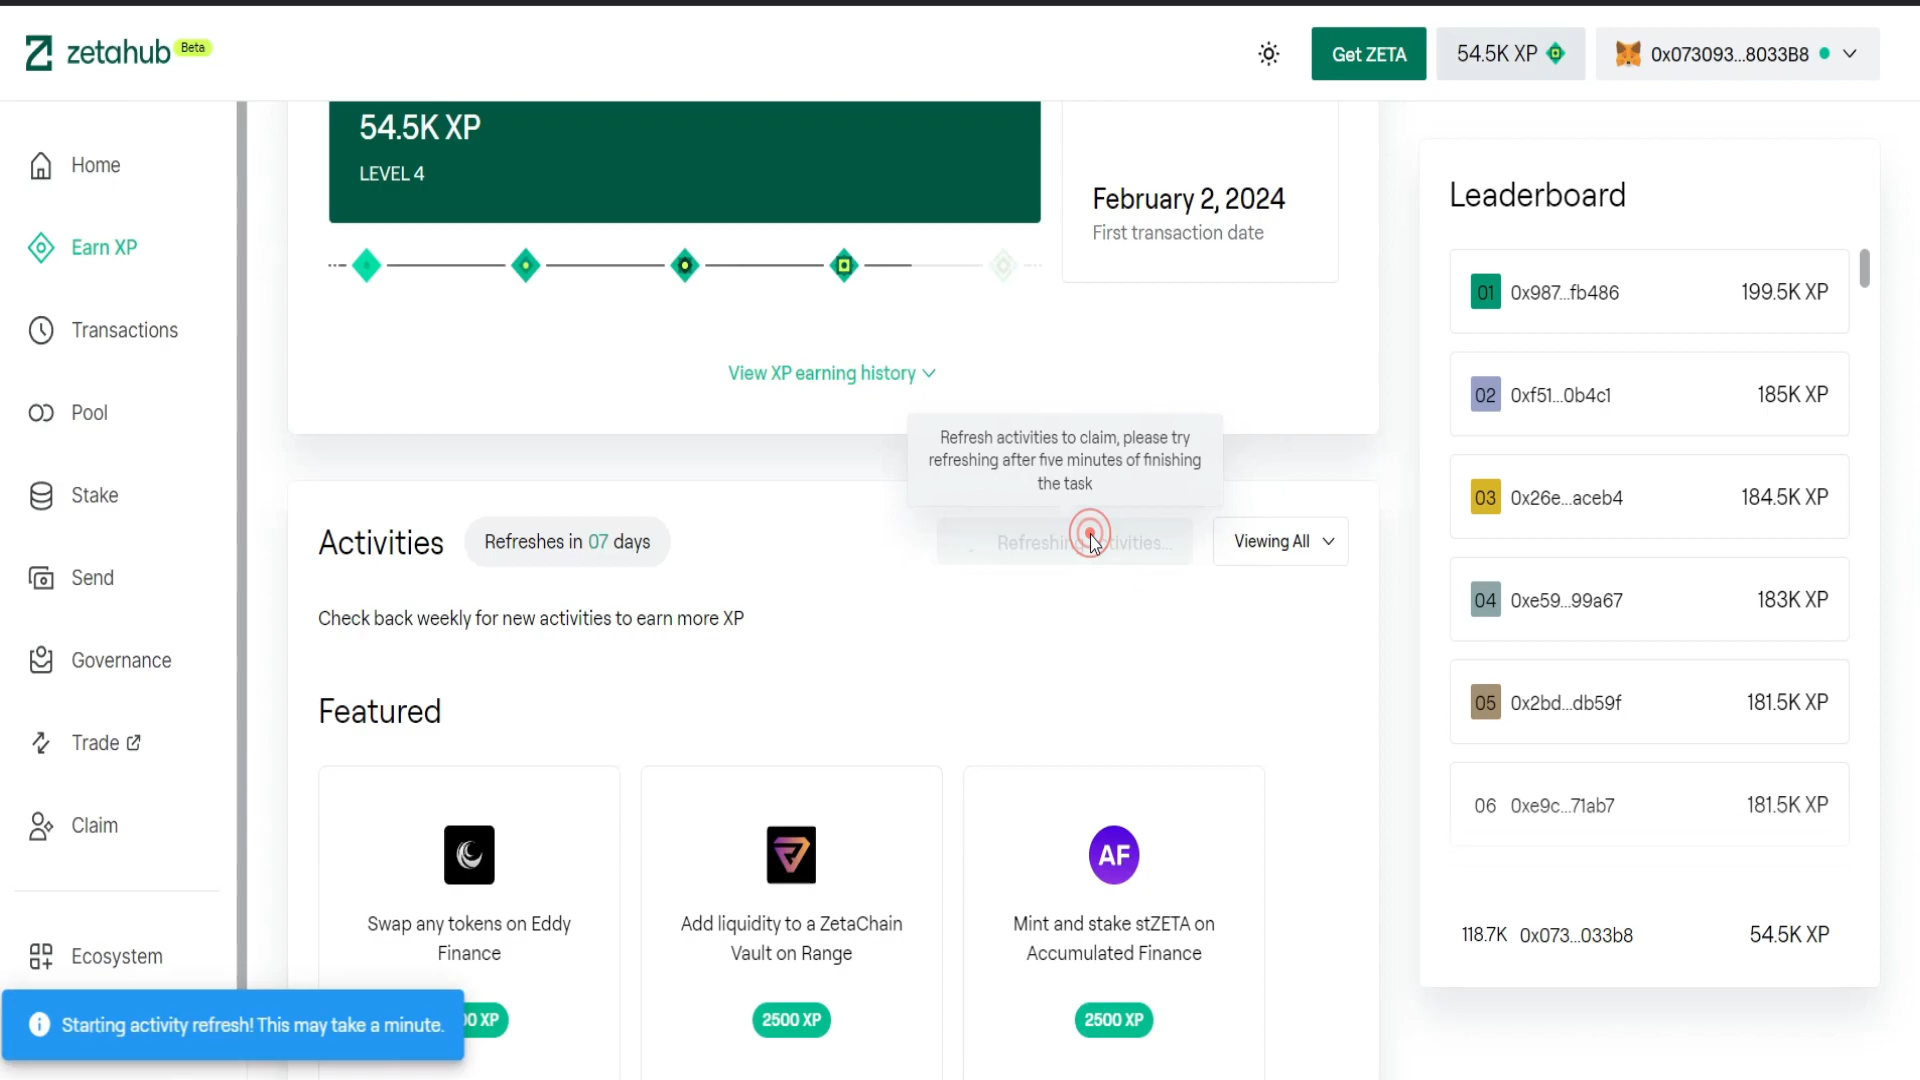 zetahub Beta
Get ZETA
54.5K XP
0x073093...8033B8
Home
Earn XP
Transactions
Pool
Stake
Send
Governance
Trade
Claim
Ecosystem
54.5K XP
LEVEL 4
February 2, 2024
First transaction date
View XP earning history
Refresh activities to claim, please try
refreshing after five minutes of finishing
the task
Activities
Refreshes in 07 days
Refreshing
Viewing All
Check back weekly for new activities to earn more XP
Featured
Swap any tokens on Eddy
Finance
XP
Add liquidity to a ZetaChain
Vault on Range
2500 XP
AF
Mint and stake stZETA on
Accumulated Finance
2500 XP
Leaderboard
01 0x987...fb486 199.5K XP
02 0xf51...0b4c1 185K XP
03 0x26e...aceb4 184.5K XP
04 0xe59...99a67 183K XP
05 0x2bd...db59f 181.5K XP
06 0xe9c...71ab7 181.5K XP
118.7K 0x073...033b8 54.5K XP
Starting activity refresh! This may take a minute.